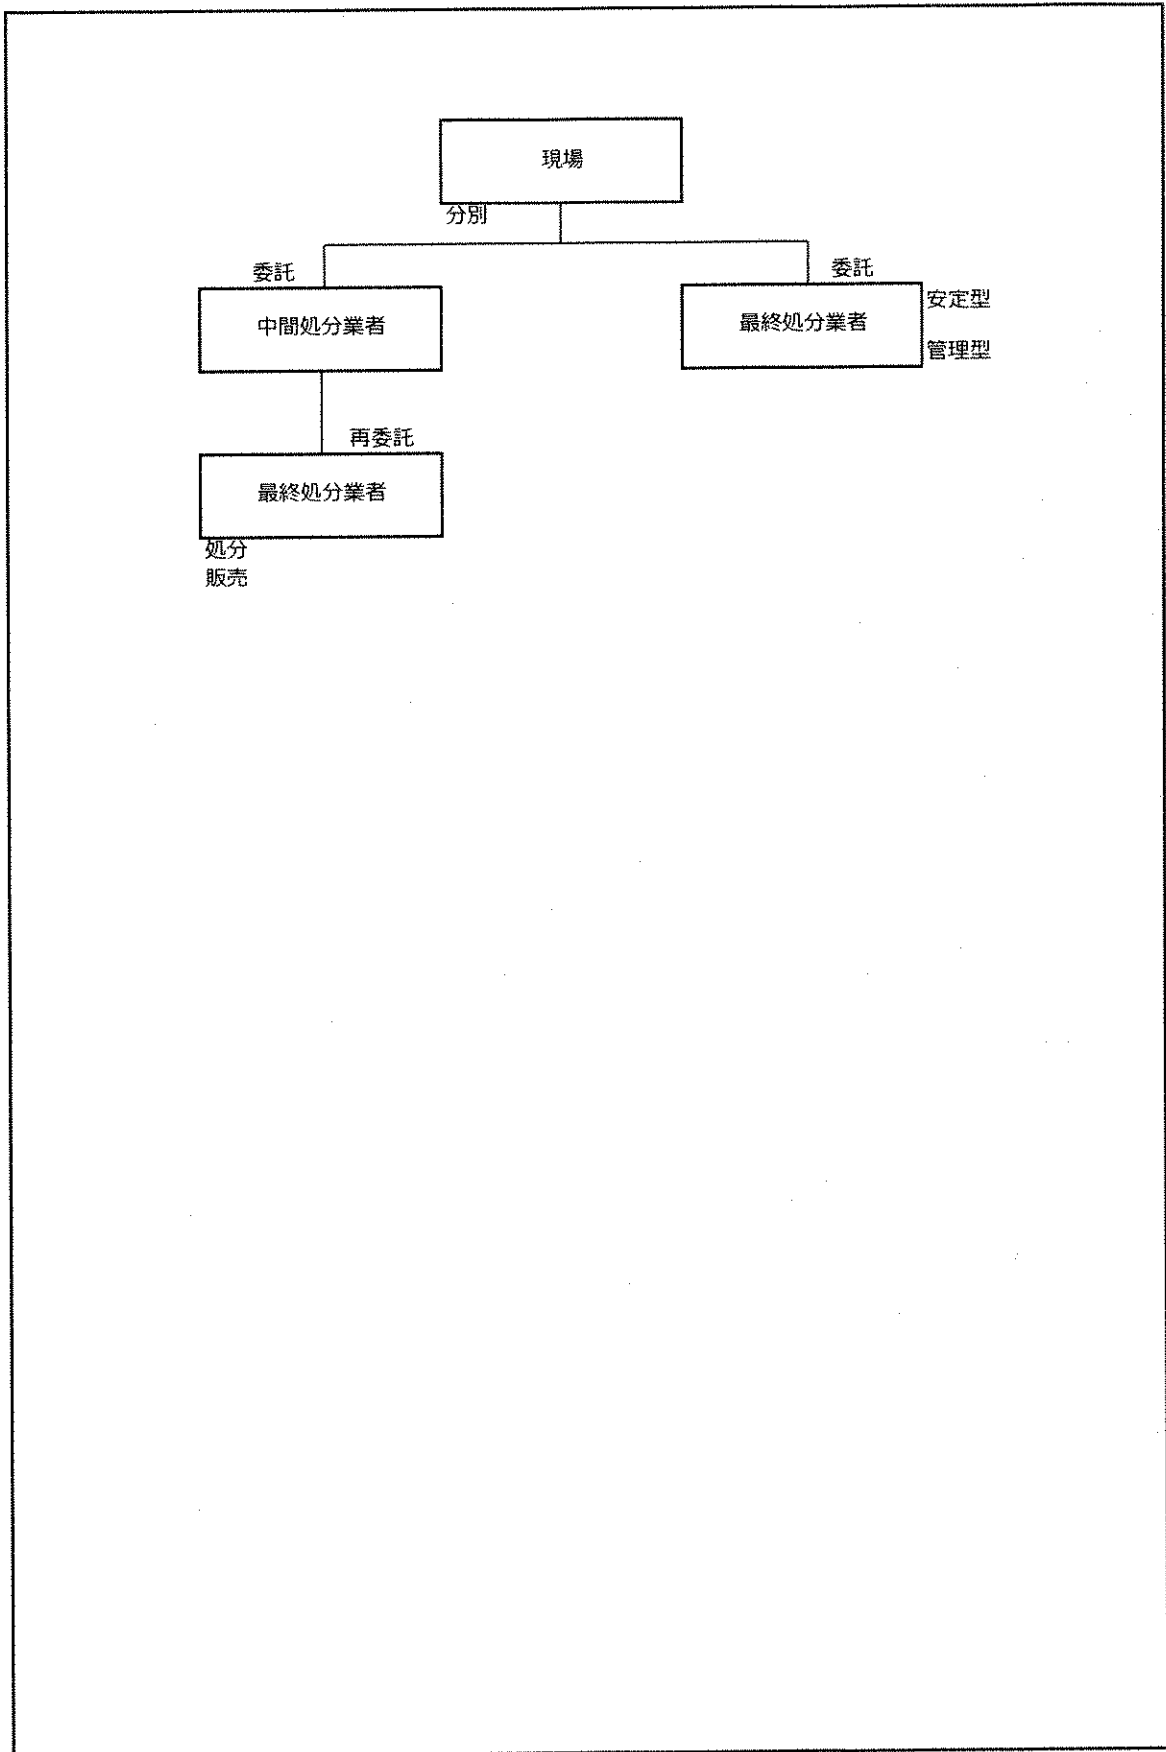 現場
分別
委託
委託
中間処分業者
最終処分業者
安定型
管理型
再委託
最終処分業者
処分
販売